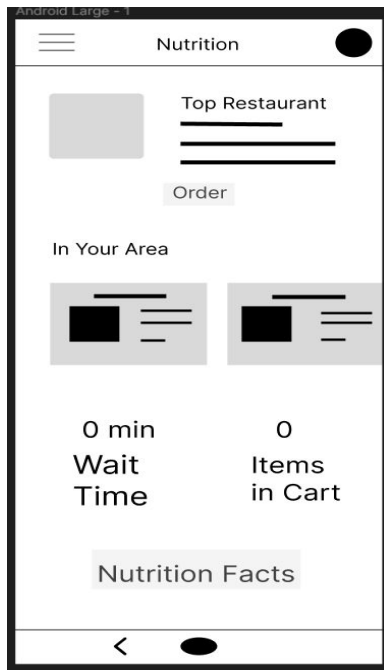 Android Large - 1
Nutrition
Top Restaurant
Order
In Your Area
0 min
Wait
Time
0
Items
in Cart
Nutrition Facts